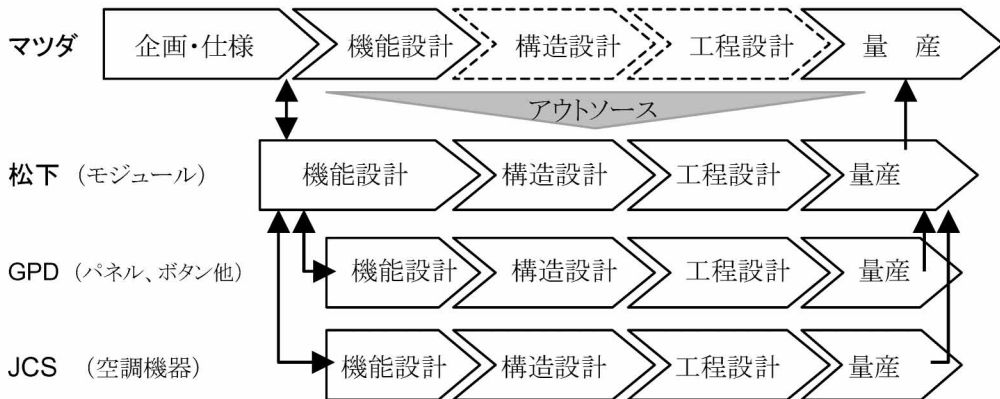 マツダ 企画・仕様 機能設計 構造設計 工程設計 量　産
アウトソース
松下 （モジュール） 機能設計 構造設計 工程設計 量産
GPD （パネル、ボタン他） 機能設計 構造設計 工程設計 量産
JCS （空調機器） 機能設計 構造設計 工程設計 量産